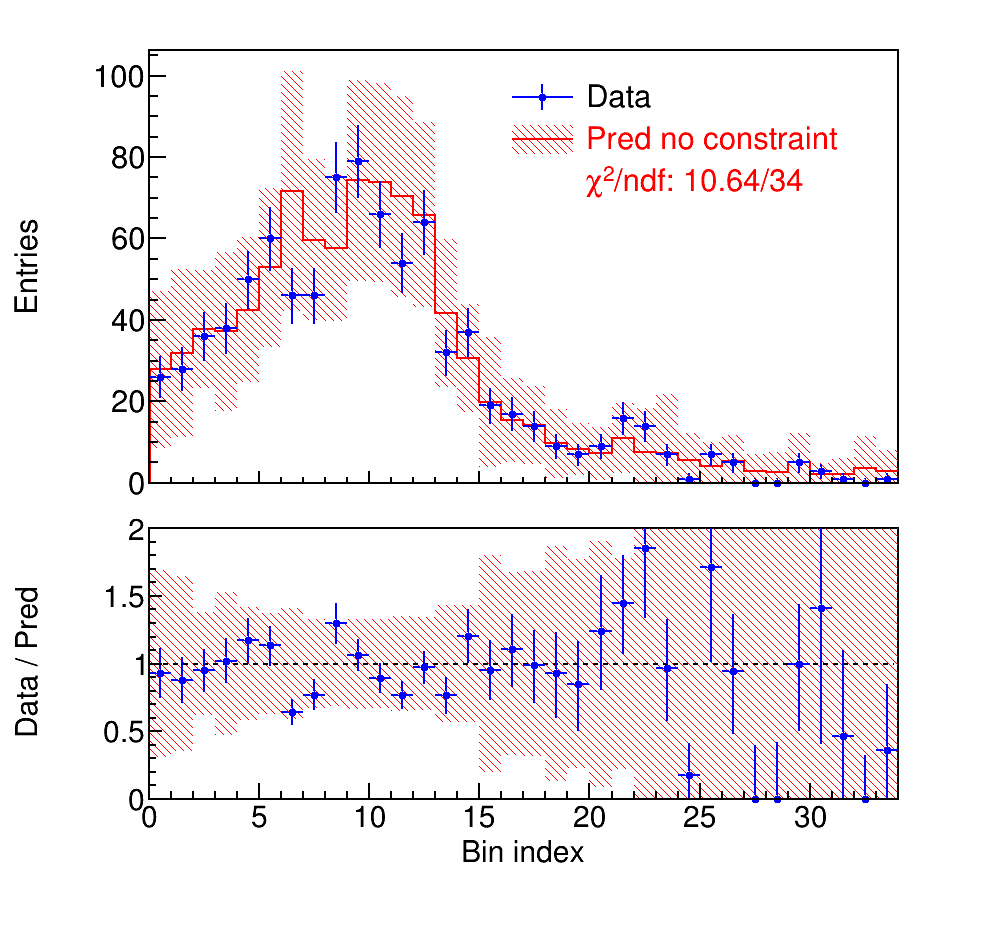 100
80
60
40
20
0
Entries
Data
Pred no constraint
χ²/ndf: 10.64/34
2
1.5
1
0.5
0
Data / Pred
0 5 10 15 20 25 30
Bin index